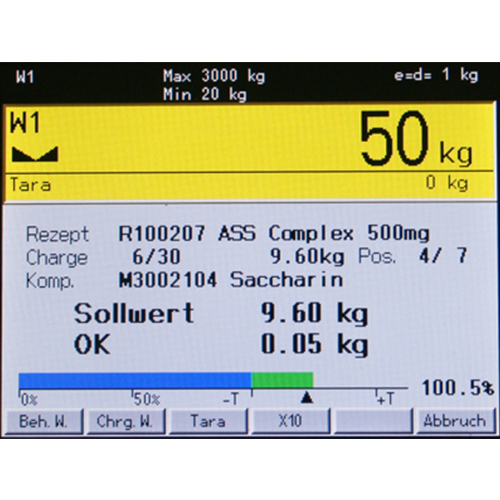 W1 Max 3000 kg e=d= 1 kg
Min 20 kg
W1
50 kg
Tara 0 kg
Rezept R100207 ASS Complex 500mg
Charge 6/30 9.60kg Pos. 4/ 7
Komp. M3002104 Saccharin
Sollwert 9.60 kg
OK 0.05 kg
100.5%
0% 50% -T +T
Beh. W. Chrg. W. Tara X10 Abbruch